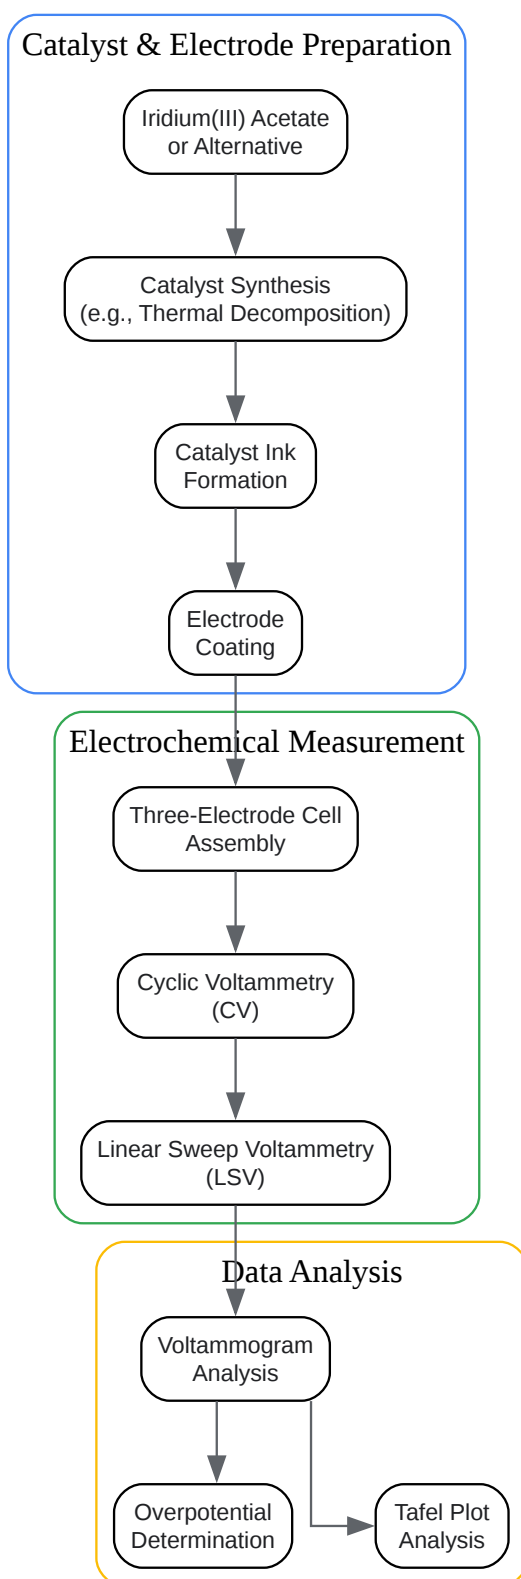 Catalyst & Electrode Preparation
Iridium(III) Acetate
or Alternative
Catalyst Synthesis
(e.g., Thermal Decomposition)
Catalyst Ink
Formation
Electrode
Coating
Electrochemical Measurement
Three-Electrode Cell
Assembly
Cyclic Voltammetry
(CV)
Linear Sweep Voltammetry
(LSV)
Data Analysis
Voltammogram
Analysis
Overpotential
Determination
Tafel Plot
Analysis